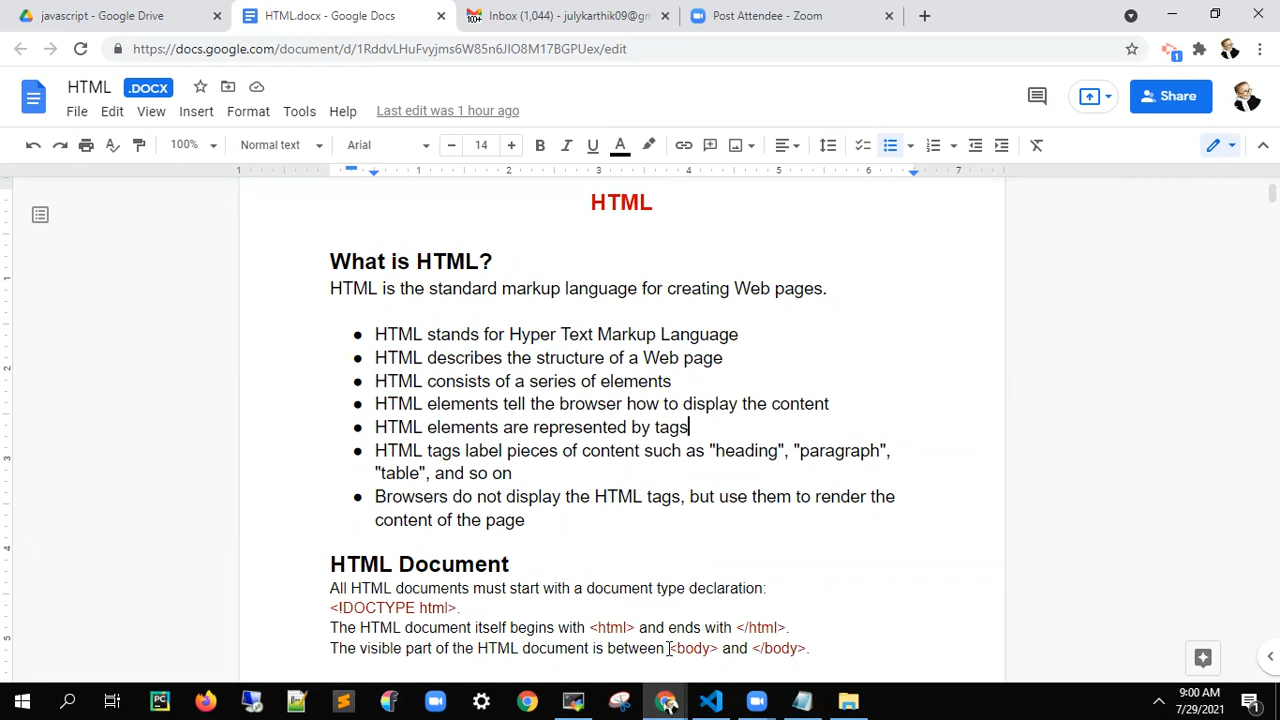 javascript - Google Drive
HTML.docx - Google Docs
Inbox (1,044) - julykarthik09@gm
Post Attendee - Zoom
https://docs.google.com/document/d/1RddvLHuFvyjms6W85n6JIO8M17BGPUex/edit
HTML .DOCX
File Edit View Insert Format Tools Help Last edit was 1 hour ago
Share
100% Normal text Arial 14
1 1 2 3 4 5 6 7
HTML
What is HTML?
HTML is the standard markup language for creating Web pages.
● HTML stands for Hyper Text Markup Language
● HTML describes the structure of a Web page
● HTML consists of a series of elements
● HTML elements tell the browser how to display the content
● HTML elements are represented by tags
● HTML tags label pieces of content such as "heading", "paragraph",
"table", and so on
● Browsers do not display the HTML tags, but use them to render the
content of the page
HTML Document
All HTML documents must start with a document type declaration:
<!DOCTYPE html>.
The HTML document itself begins with <html> and ends with </html>.
The visible part of the HTML document is between <body> and </body>.
9:00 AM
7/29/2021